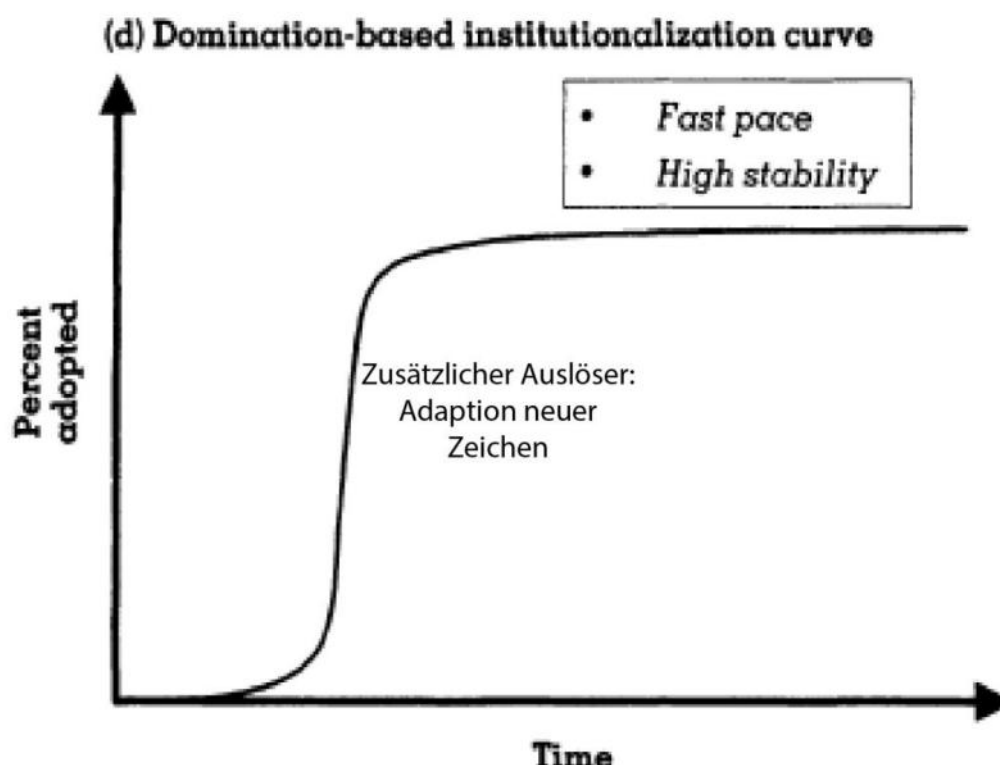 (d) Domination-based institutionalization curve
• Fast pace
• High stability
Percent
adopted
Zusätzlicher Auslöser:
Adaption neuer
Zeichen
Time